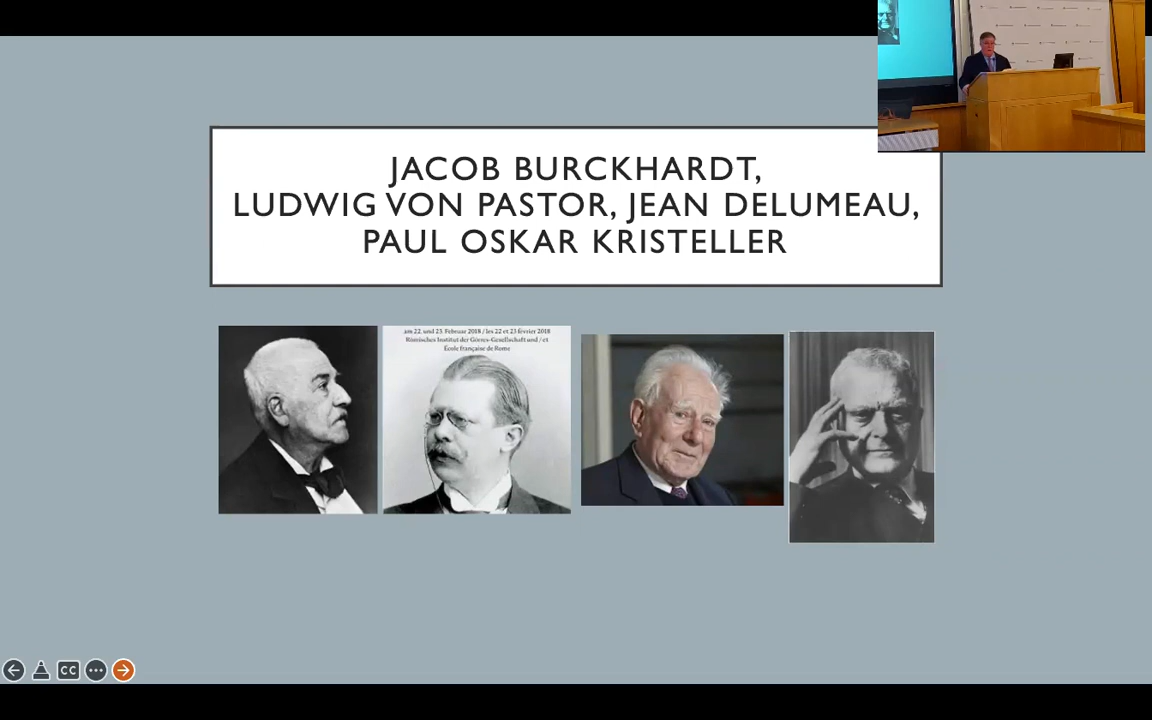 JACOB BURCKHARDT,
LUDWIG VON PASTOR, JEAN DELUMEAU,
PAUL OSKAR KRISTELLER
am 22. und 23. Februar 2018 / les 22 et 23 février 2018
Römisches Institut der Görres-Gesellschaft und / et
École française de Rome
CC